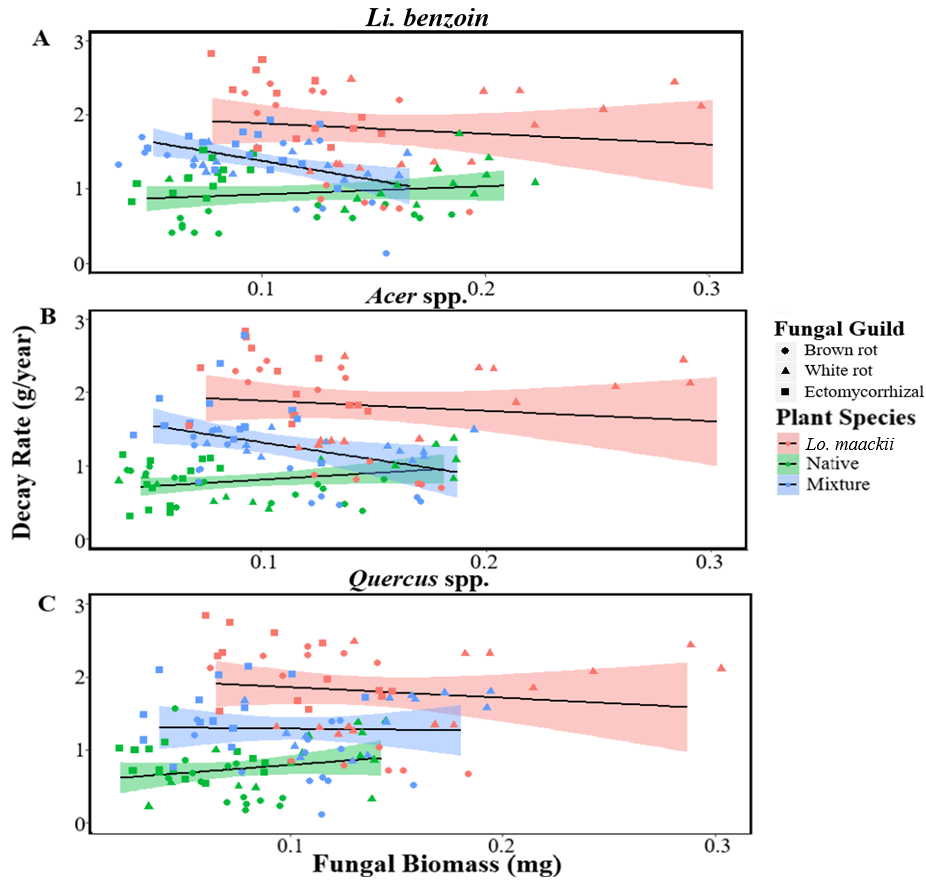 Li. benzoin
A
3
2
1
0
0.1 0.2 0.3
Acer spp.
B
3
2
1
0
0.1 0.2 0.3
Quercus spp.
C
3
2
1
0
0.1 0.2 0.3
Fungal Biomass (mg)
Decay Rate (g/year)
Fungal Guild
Brown rot
White rot
Ectomycorrhizal
Plant Species
Lo. maackii
Native
Mixture